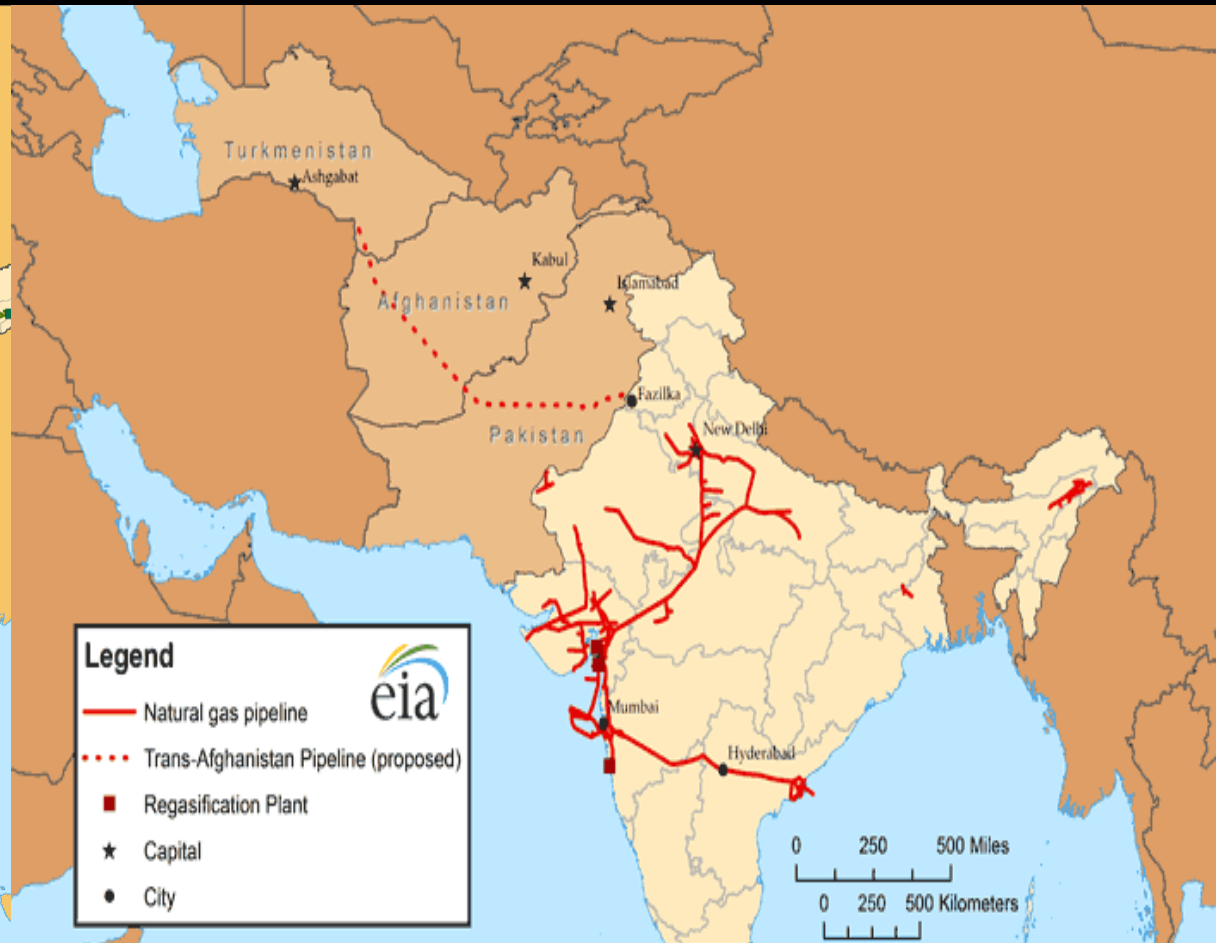 Turkmenistan
Ashgabat
Kabul
Islamabad
Afghanistan
Fazilka
New Delhi
Pakistan
Legend
eia
Natural gas pipeline
Trans-Afghanistan Pipeline (proposed)
Regasification Plant
Capital
City
Mumbai
Hyderabad
0 250 500 Miles
0 250 500 Kilometers